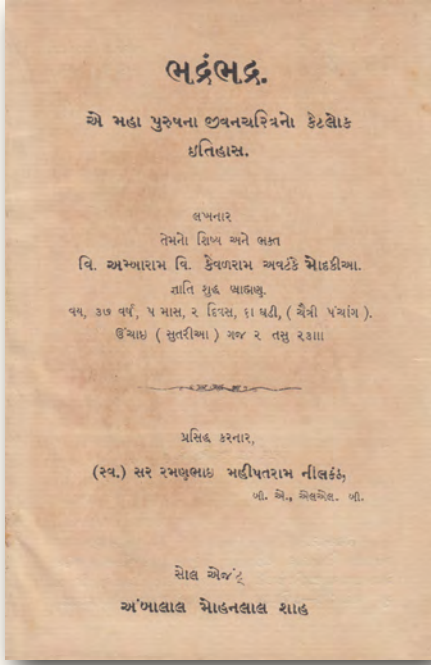 ભદ્રંભદ્ર.
એ મહા પુરુષના જીવનચરિત્રનો કેટલોક
ઇતિહાસ.
લખનાર
તેમનો શિષ્ય અને ભક્ત
વિ. અમ્બારામ વિ. કેવળરામ અવટંકે મોદકીઆ.
જ્ઞાતિ શુદ્ધ બ્રાહ્મણ.
વય, ૩૭ વર્ષ, ૫ માસ, ૨ દિવસ, ૬ા ઘડી, ( ચૈત્રી પંચાંગ ).
ઉંચાઇ ( સુતરીઆ ) ગજ ૨ તસુ ૨૩ાાા
પ્રસિદ્ધ કરનાર,
(સ્વ.) સર રમણભાઇ મહીપતરામ નીલકંઠ,
બી. એ., એલએલ. બી.
સોલ એજંટ્
અંબાલાલ મોહનલાલ શાહ